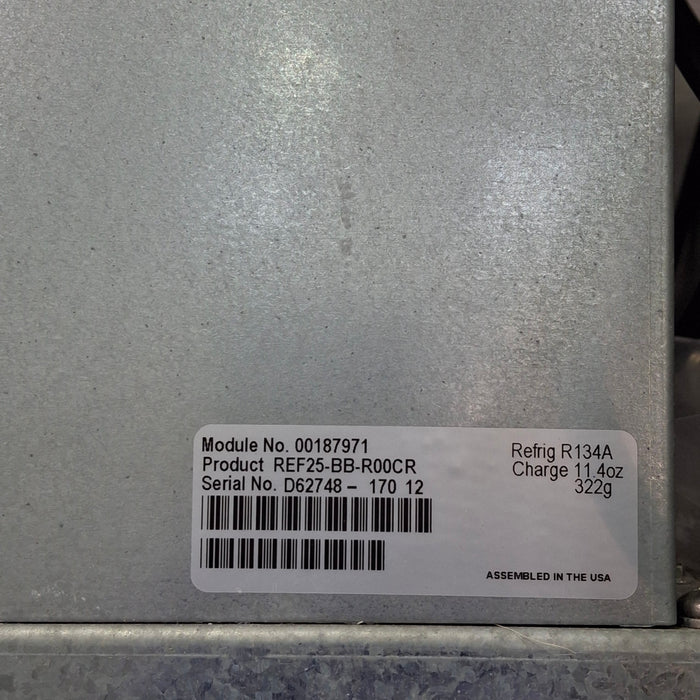 Module No. 00187971
Product REF25-BB-R00CR
Serial No. D62748 - 170 12
Refrig R134A
Charge 11.4oz
322g
ASSEMBLED IN THE USA